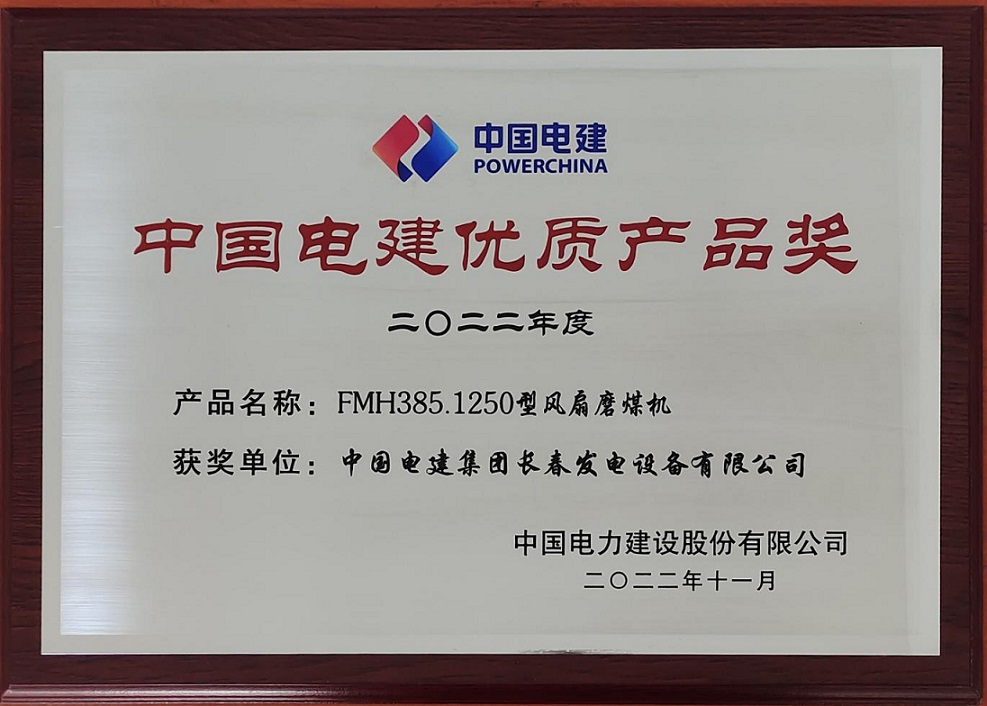 中国电建
POWERCHINA
中国电建优质产品奖
二〇二二年度
产品名称：FMH385.1250型风扇磨煤机
获奖单位：中国电建集团长春发电设备有限公司
中国电力建设股份有限公司
二〇二二年十一月